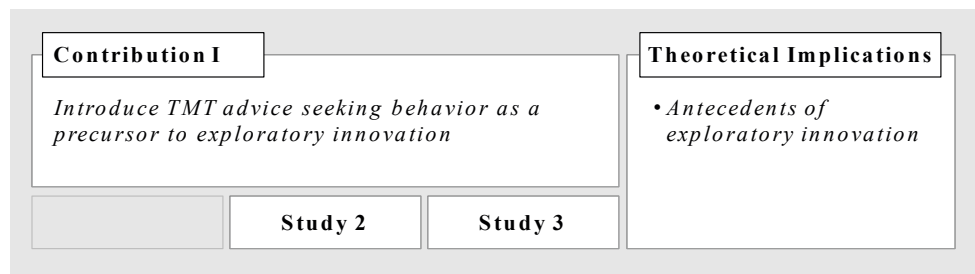 Contribution I
Introduce TMT advice seeking behavior as a
precursor to exploratory innovation
Study 2
Study 3
Theoretical Implications
• Antecedents of
exploratory innovation